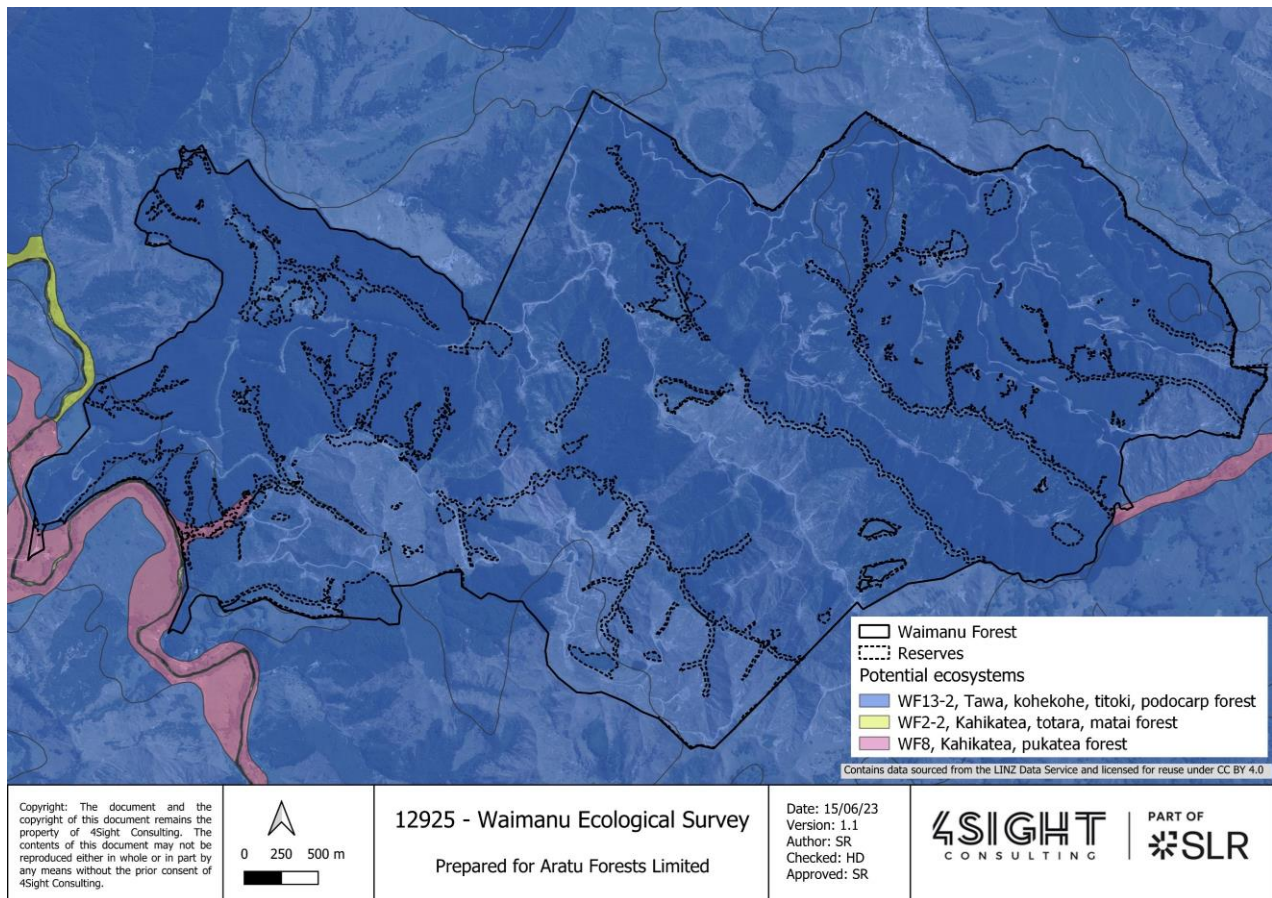 Waimanu Forest
Reserves
Potential ecosystems
WF13-2, Tawa, kohekohe, titoki, podocarp forest
WF2-2, Kahikatea, totara, matai forest
WF8, Kahikatea, pukatea forest
Contains data sourced from the LINZ Data Service and licensed for reuse under CC BY 4.0
Copyright: The document and the
copyright of this document remains the
property of 4Sight Consulting. The
contents of this document may not be
reproduced either in whole or in part by
any means without the prior consent of
4Sight Consulting.
0 250 500 m
12925 - Waimanu Ecological Survey
Prepared for Aratu Forests Limited
Date: 15/06/23
Version: 1.1
Author: SR
Checked: HD
Approved: SR
4SIGHT
CONSULTING
PART OF
SLR